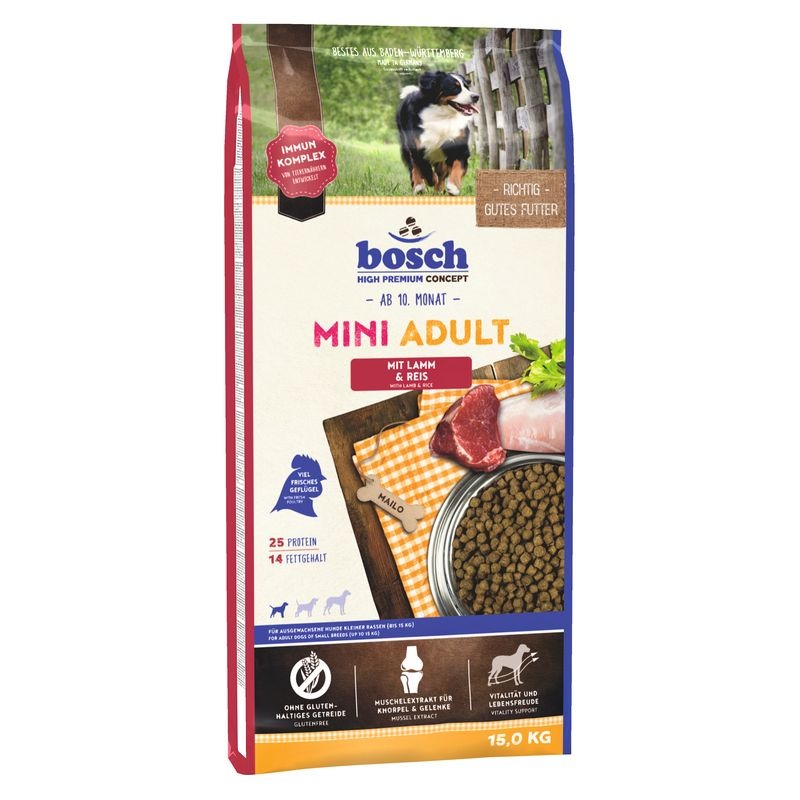 BESTES AUS BADEN-WÜRTTEMBERG
MADE IN GERMANY
IMMUN
KOMPLEX
VON TIERERNÄHRERN
ENTWICKELT
- RICHTIG -
GUTES FUTTER
bosch
HIGH PREMIUM CONCEPT
- AB 10. MONAT -
MINI ADULT
MIT LAMM
& REIS
WITH LAMB & RICE
MAILO
VIEL
FRISCHES
GEFLÜGEL
WITH FRESH
POULTRY
25 PROTEIN
14 FETTGEHALT
FÜR AUSGEWACHSENE HUNDE KLEINER RASSEN (BIS 15 KG)
FOR ADULT DOGS OF SMALL BREEDS (UP TO 15 KG)
OHNE GLUTEN-
HALTIGES GETREIDE
GLUTENFREE
MUSCHELEXTRAKT FÜR
KNORPEL & GELENKE
MUSSEL EXTRACT
VITALITÄT UND
LEBENSFREUDE
VITALITY SUPPORT
15,0 KG